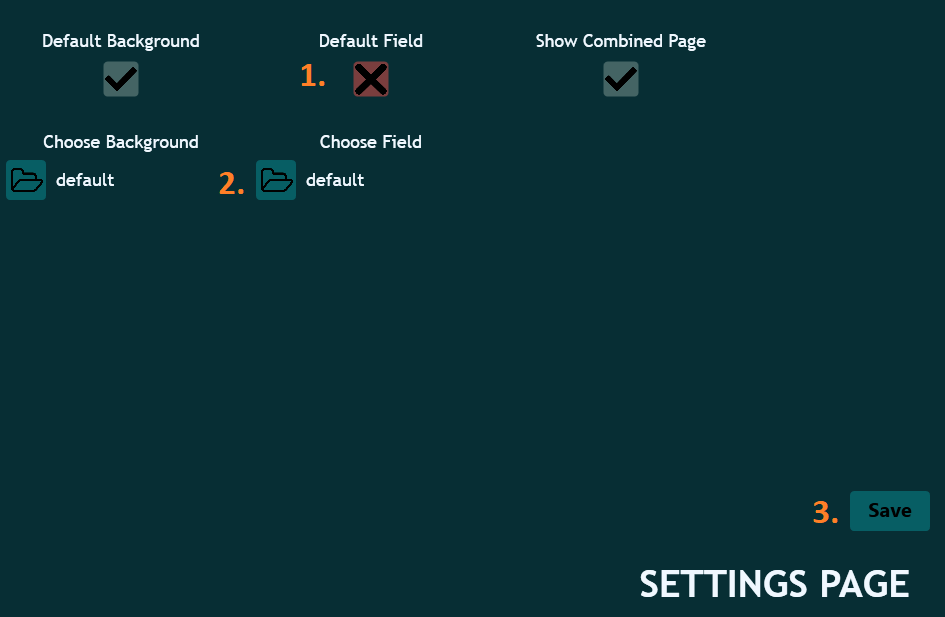 Default Background
Default Field
Show Combined Page
1.
Choose Background
Choose Field
default
2.
default
3.
Save
SETTINGS PAGE